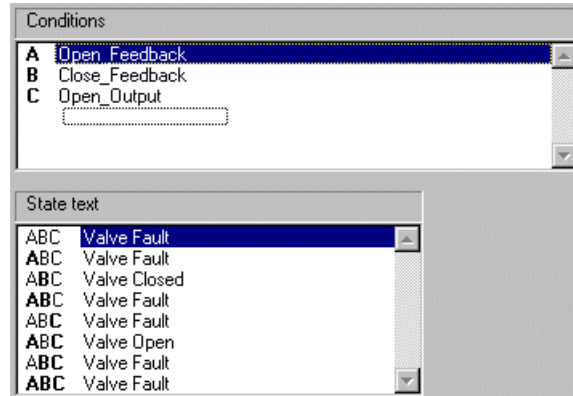 Conditions
A Open_Feedback
B Close_Feedback
C Open_Output
State text
ABC Valve Fault
ABC Valve Fault
ABC Valve Closed
ABC Valve Fault
ABC Valve Fault
ABC Valve Open
ABC Valve Fault
ABC Valve Fault